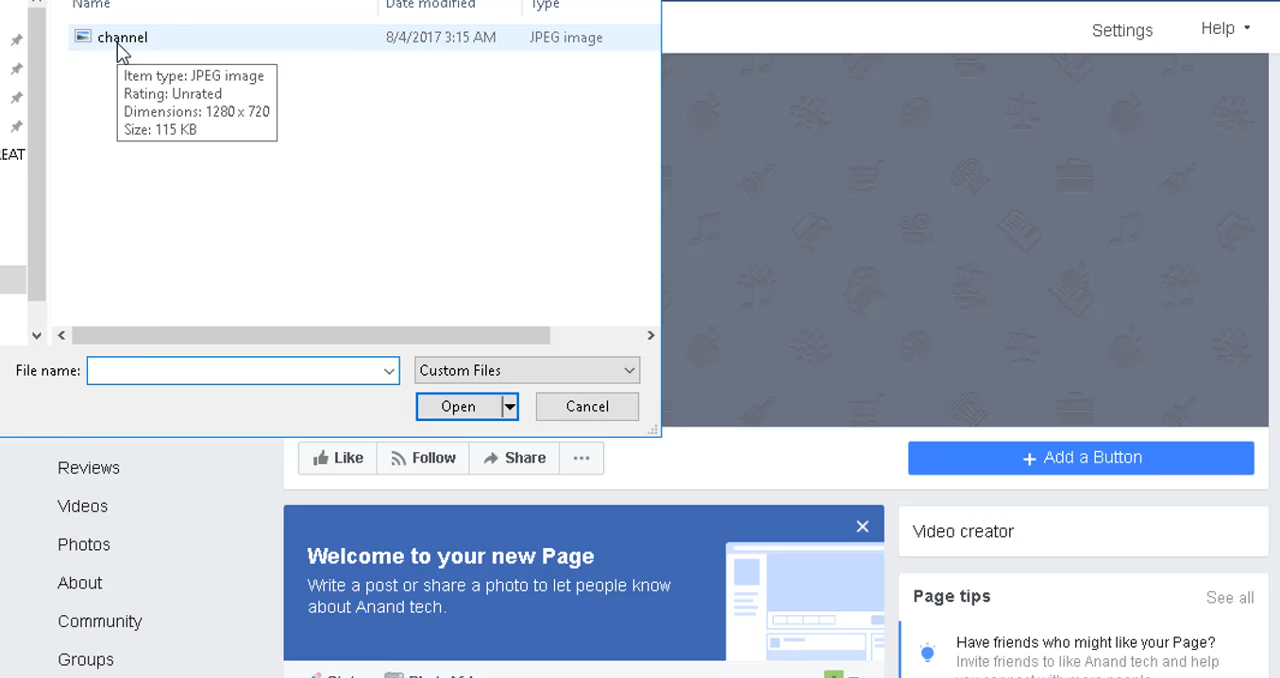 Name Date modified Type
channel 8/4/2017 3:15 AM JPEG image
Item type: JPEG image
Rating: Unrated
Dimensions: 1280 x 720
Size: 115 KB
File name: Custom Files
Open Cancel
Settings Help
Like Follow Share ... + Add a Button
Reviews
Videos
Photos
About
Community
Groups
Welcome to your new Page
Write a post or share a photo to let people know
about Anand tech.
Video creator
Page tips See all
Have friends who might like your Page?
Invite friends to like Anand tech and help